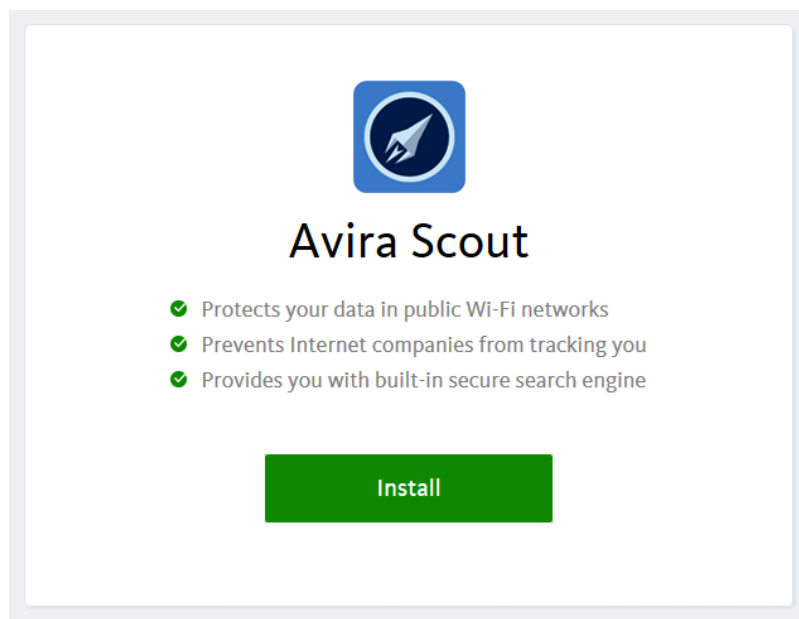 Avira Scout
Protects your data in public Wi-Fi networks
Prevents Internet companies from tracking you
Provides you with built-in secure search engine
Install